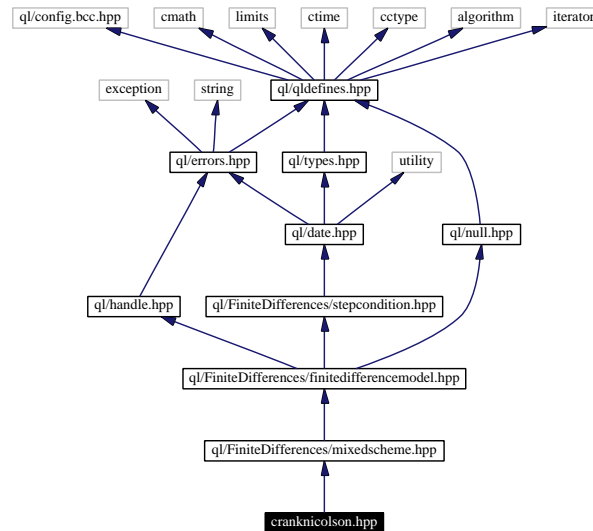 ql/config.bcc.hpp
cmath
limits
ctime
cctype
algorithm
iterator
exception
string
ql/qldefines.hpp
ql/errors.hpp
ql/types.hpp
utility
ql/date.hpp
ql/null.hpp
ql/handle.hpp
ql/FiniteDifferences/stepcondition.hpp
ql/FiniteDifferences/finitedifferencemodel.hpp
ql/FiniteDifferences/mixedscheme.hpp
cranknicolson.hpp